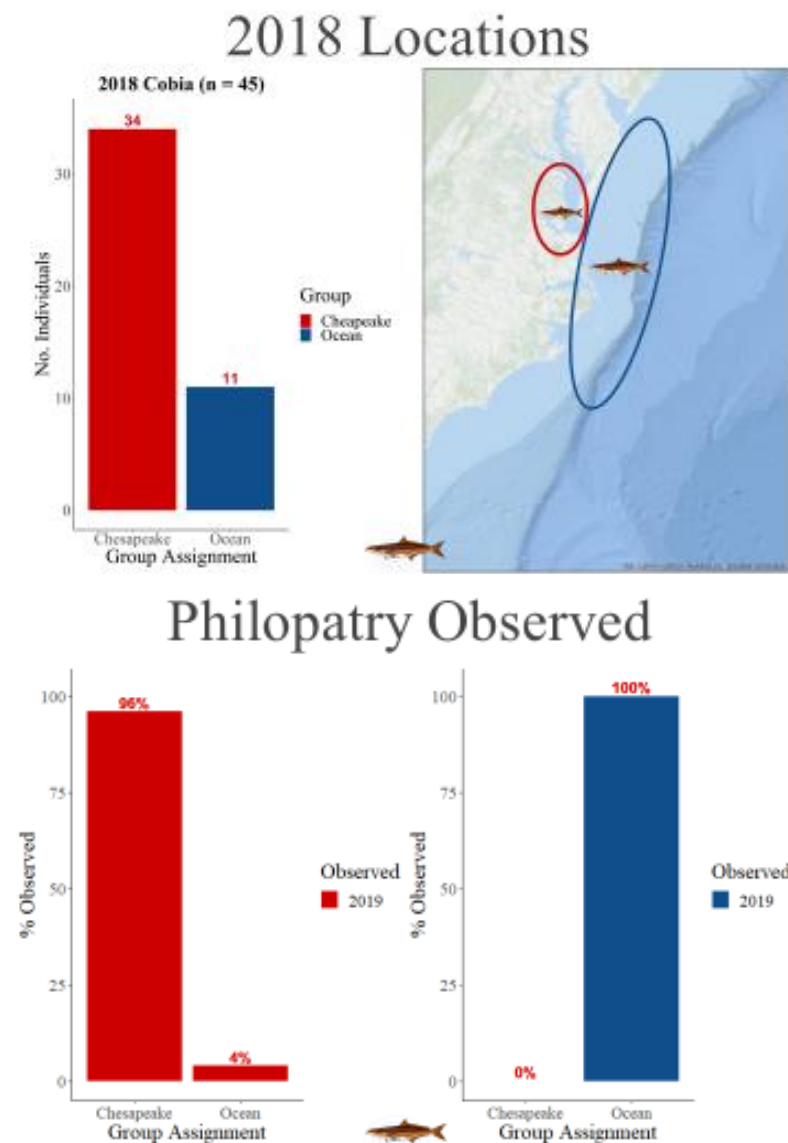 2018 Locations
2018 Cobia (n = 45)
34
30
20
11
10
0
No. Individuals
Group
Cheapeake
Ocean
Chesapeake
Ocean
Group Assignment
Philopatry Observed
100
96%
75
50
25
4%
0
% Observed
Observed
2019
Chesapeake
Ocean
Group Assignment
100
100%
75
50
25
0%
0
% Observed
Observed
2019
Chesapeake
Ocean
Group Assignment